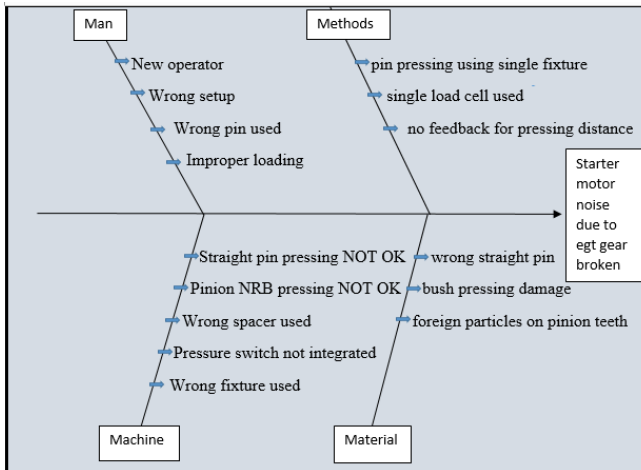 Man
Methods
New operator
Wrong setup
Wrong pin used
Improper loading
pin pressing using single fixture
single load cell used
no feedback for pressing distance
Starter
motor
noise
due to
egt gear
broken
Straight pin pressing NOT OK
Pinion NRB pressing NOT OK
Wrong spacer used
Pressure switch not integrated
Wrong fixture used
wrong straight pin
bush pressing damage
foreign particles on pinion teeth
Machine
Material